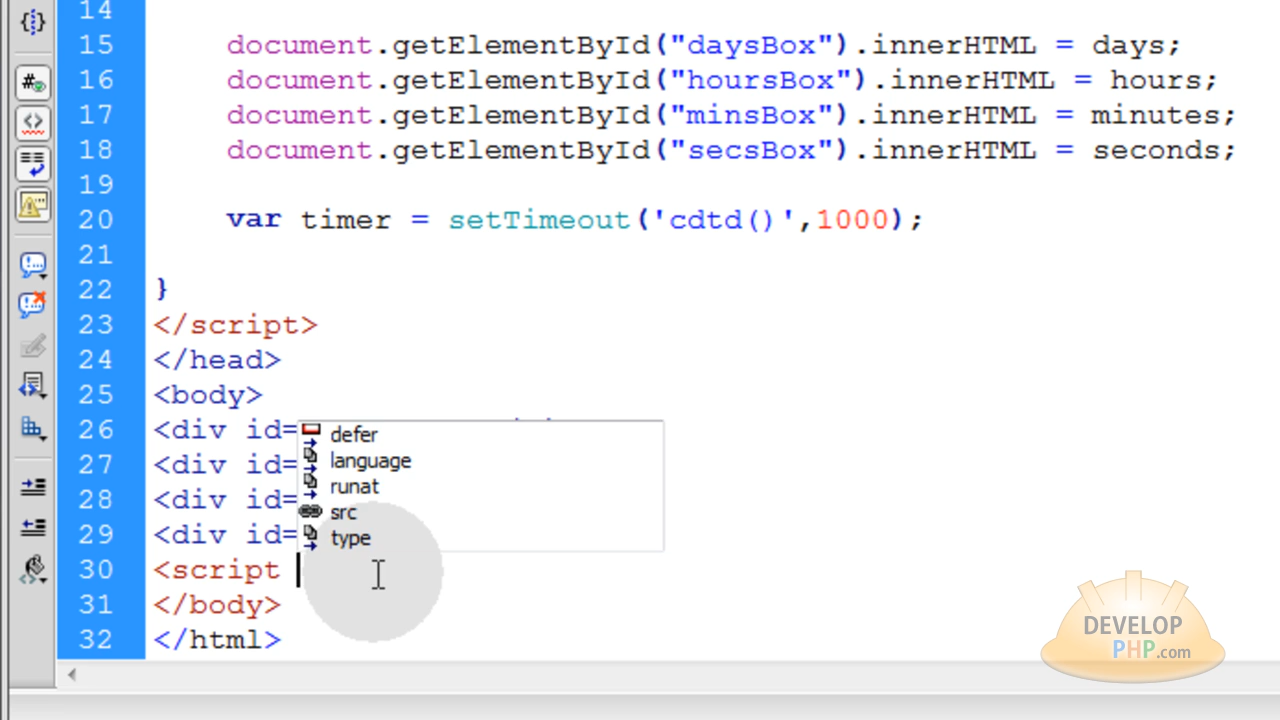 14
15 document.getElementById("daysBox").innerHTML = days;
16 document.getElementById("hoursBox").innerHTML = hours;
17 document.getElementById("minsBox").innerHTML = minutes;
18 document.getElementById("secsBox").innerHTML = seconds;
19
20 var timer = setTimeout('cdtd()',1000);
21
22 }
23 </script>
24 </head>
25 <body>
26 <div id=
27 <div id=
28 <div id=
29 <div id=
defer
language
runat
src
type
30 <script
31 </body>
32 </html>
DEVELOP
PHP.com